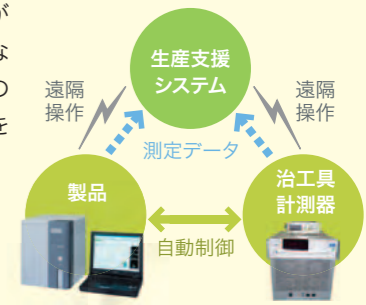 が
な
の
を
生産支援
システム
遠隔
操作
遠隔
操作
測定データ
製品
治工具
計測器
自動制御